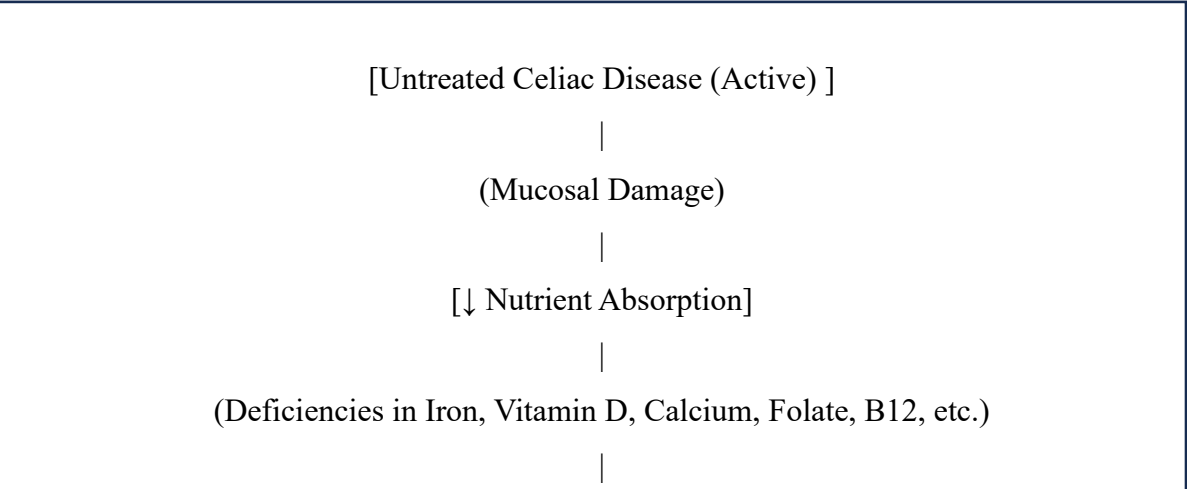 [Untreated Celiac Disease (Active) ]
|
(Mucosal Damage)
|
[↓ Nutrient Absorption]
|
(Deficiencies in Iron, Vitamin D, Calcium, Folate, B12, etc.)
|